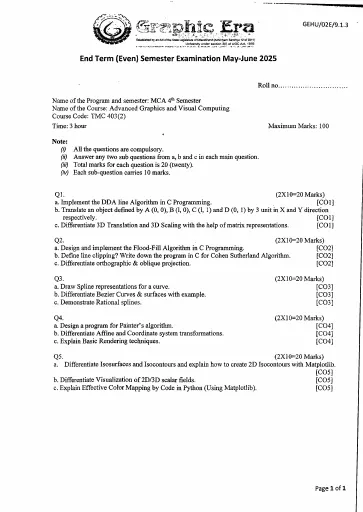 GEHU/02E/9.1.3
Graphic Era
End Term (Even) Semester Examination May-June 2025
Roll no..............................
Name of the Program and semester: MCA 4th Semester
Name of the Course: Advanced Graphics and Visual Computing
Course Code: TMC 403(2)
Time: 3 hour Maximum Marks: 100
Note:
(i) All the questions are compulsory.
(ii) Answer any two sub questions from a, b and c in each main question.
(iii) Total marks for each question is 20 (twenty).
(iv) Each sub-question carries 10 marks.
Q1. (2X10=20 Marks)
a. Implement the DDA line Algorithm in C Programming. [CO1]
b. Translate an object defined by A (0, 0), B (1, 0), C (1, 1) and D (0, 1) by 3 unit in X and Y direction
respectively. [CO1]
c. Differentiate 3D Translation and 3D Scaling with the help of matrix representations. [CO1]
Q2. (2X10=20 Marks)
a. Design and implement the Flood-Fill Algorithm in C Programming. [CO2]
b. Define line clipping? Write down the program in C for Cohen Sutherland Algorithm. [CO2]
c. Differentiate orthographic & oblique projection. [CO2]
Q3. (2X10=20 Marks)
a. Draw Spline representations for a curve. [CO3]
b. Differentiate Bezier Curves & surfaces with example. [CO3]
c. Demonstrate Rational splines. [CO3]
Q4. (2X10=20 Marks)
a. Design a program for Painter's algorithm. [CO4]
b. Differentiate Affine and Coordinate system transformations. [CO4]
c. Explain Basic Rendering techniques. [CO4]
Q5. (2X10=20 Marks)
a. Differentiate Isosurfaces and Isocontours and explain how to create 2D Isocontours with Matplotlib.
[CO5]
b. Differentiate Visualization of 2D/3D scalar fields. [CO5]
c. Explain Effective Color Mapping by Code in Python (Using Matplotlib). [CO5]
Page 1 of 1